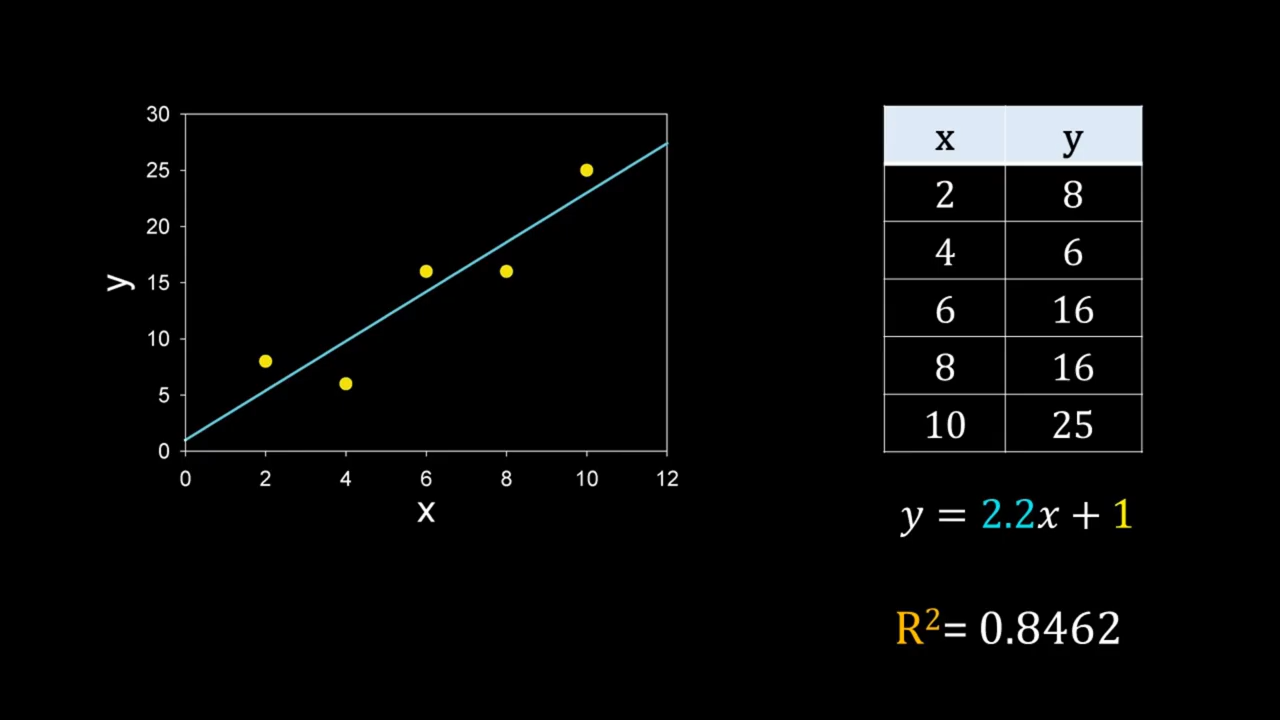 30
25
20
15
10
5
0
y
0 2 4 6 8 10 12
x
x y
2 8
4 6
6 16
8 16
10 25
y = 2.2x + 1
R²= 0.8462